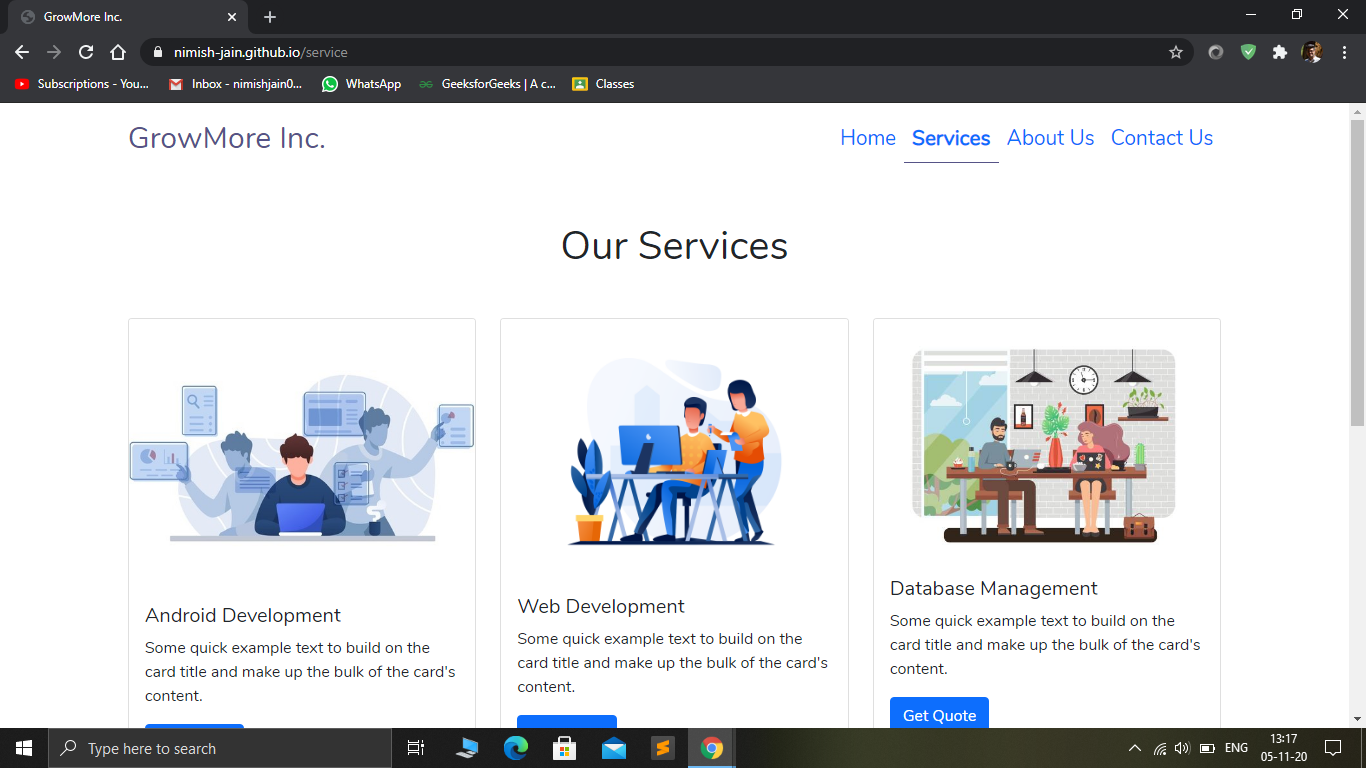 GrowMore Inc.
nimish-jain.github.io/service
Subscriptions - You...
Inbox - nimishjain0...
WhatsApp
GeeksforGeeks | A c...
Classes
GrowMore Inc.
Home
Services
About Us
Contact Us
Our Services
Android Development
Some quick example text to build on the
card title and make up the bulk of the card's
content.
Web Development
Some quick example text to build on the
card title and make up the bulk of the card's
content.
Database Management
Some quick example text to build on the
card title and make up the bulk of the card's
content.
Get Quote
Type here to search
ENG
13:17
05-11-20